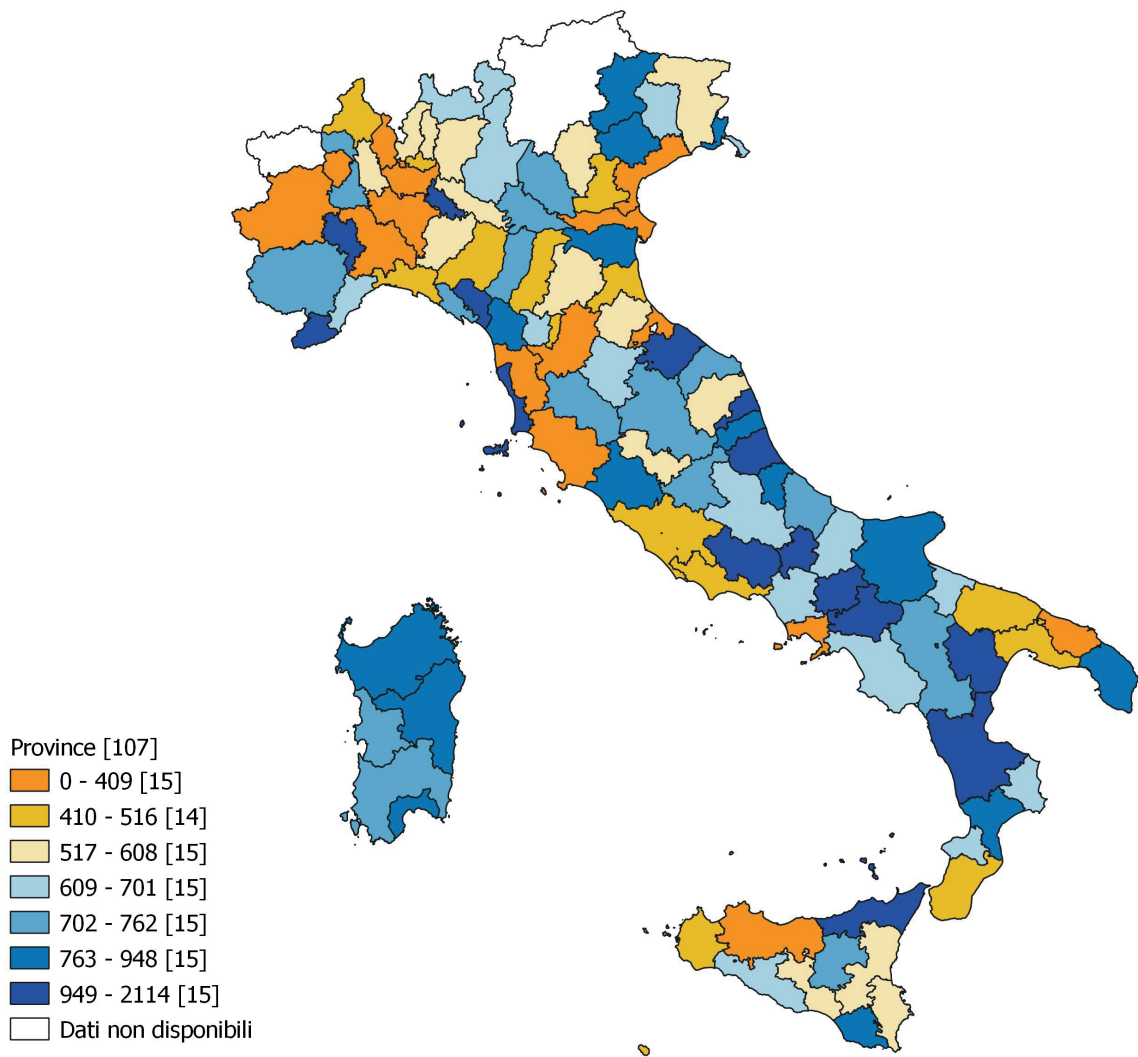 Province [107]
0 - 409 [15]
410 - 516 [14]
517 - 608 [15]
609 - 701 [15]
702 - 762 [15]
763 - 948 [15]
949 - 2114 [15]
Dati non disponibili